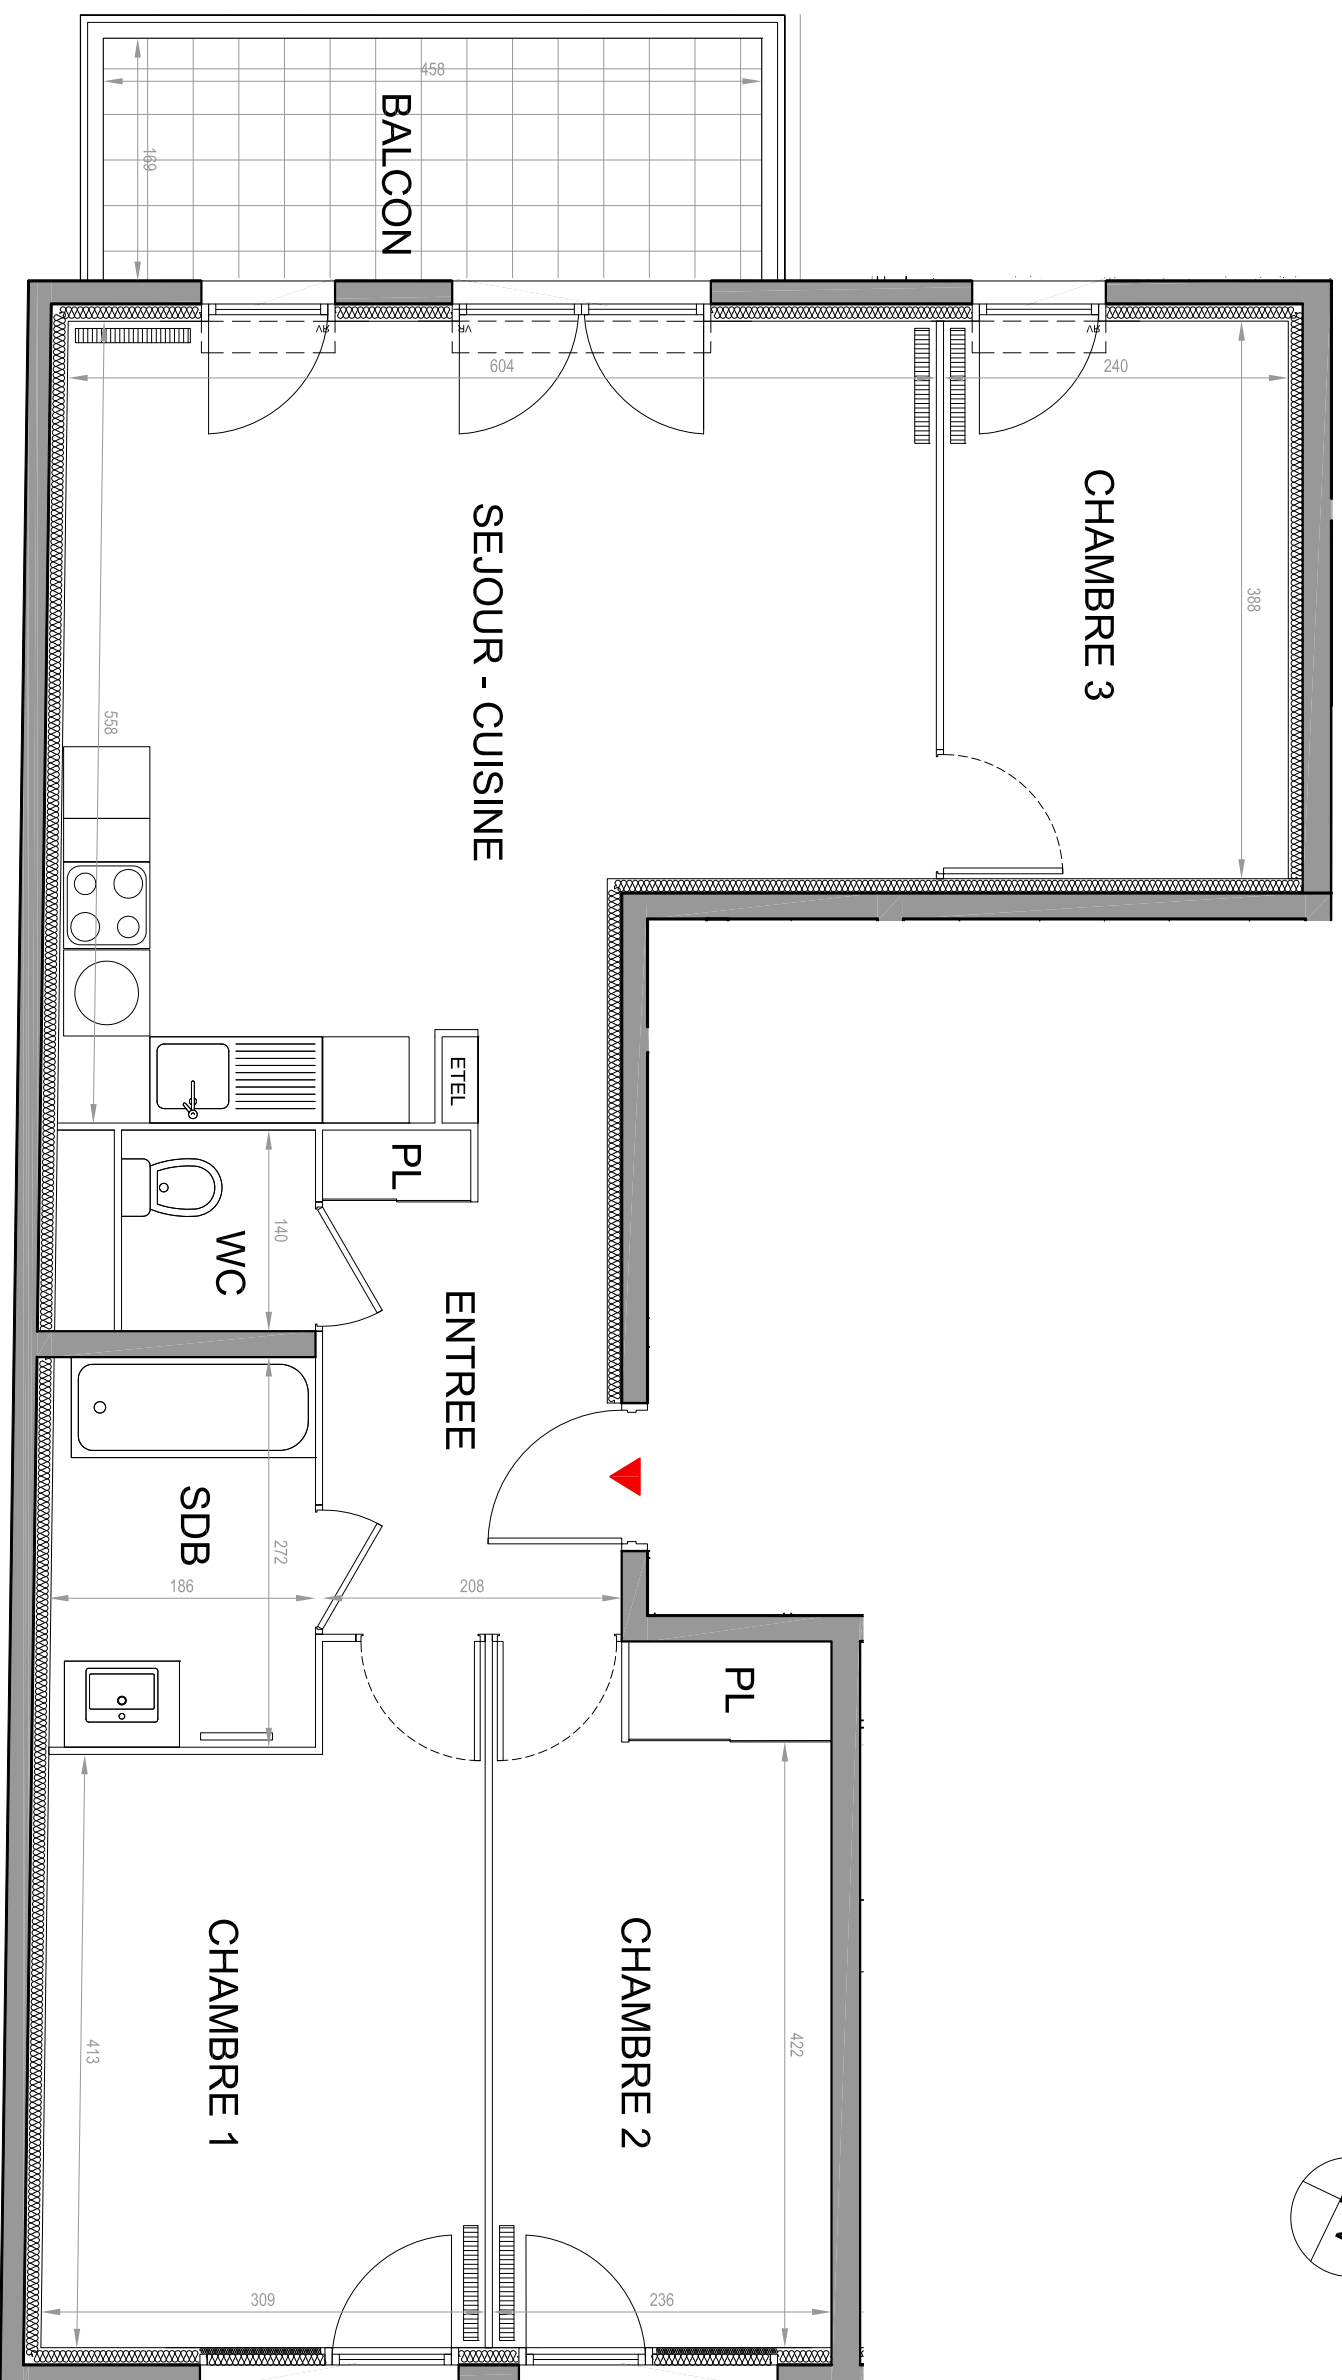 458
BALCON
169
VR
VR
VR
604
240
CHAMBRE 3
388
SEJOUR - CUISINE
558
ETEL
PL
140
WC
ENTREE
SDB
272
186
208
PL
CHAMBRE 1
CHAMBRE 2
413
422
309
236